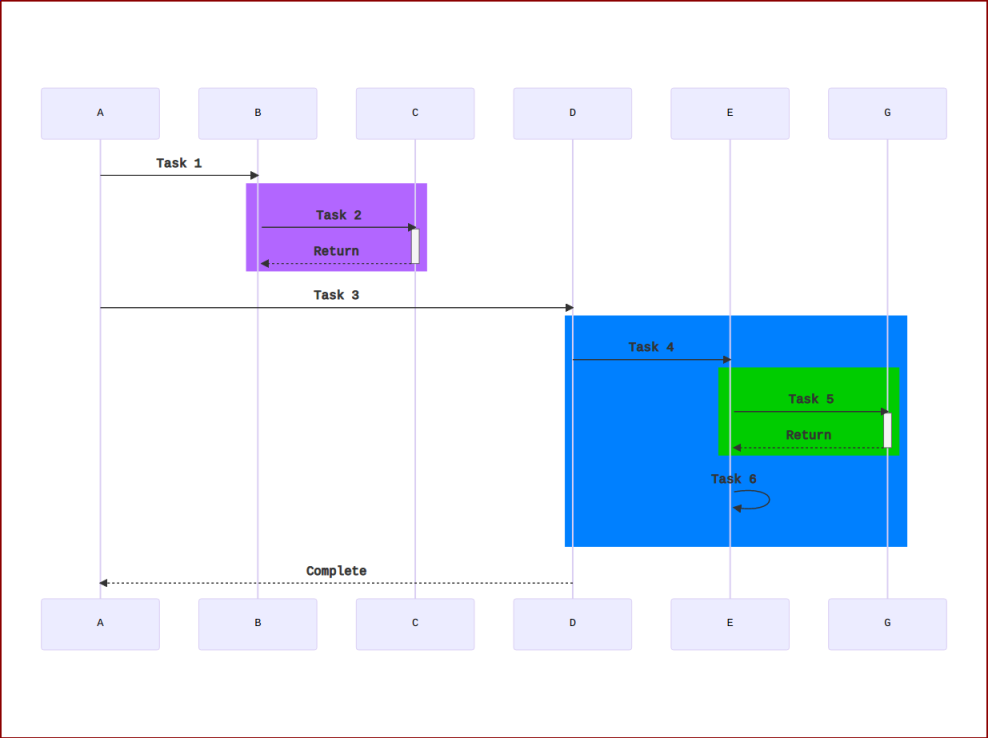 A B C D E G
Task 1
Task 2
Return
Task 3
Task 4
Task 5
Return
Task 6
Complete
A B C D E G